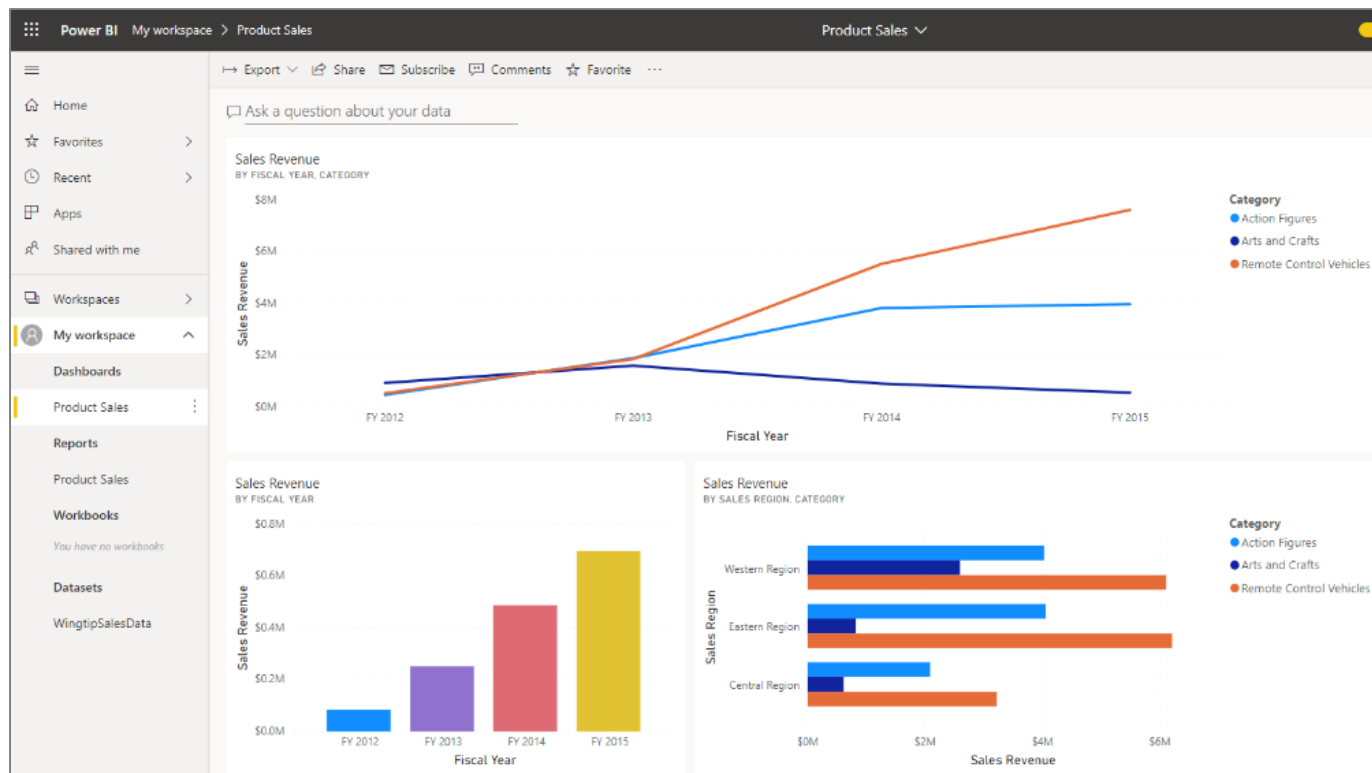 Power BI My workspace > Product Sales
Product Sales
Export Share Subscribe Comments Favorite ...
Home
Favorites
Recent
Apps
Shared with me
Workspaces
My workspace
Dashboards
Product Sales
Reports
Product Sales
Workbooks
You have no workbooks
Datasets
WingtipSalesData
Ask a question about your data
Sales Revenue
BY FISCAL YEAR, CATEGORY
Sales Revenue
$8M
$6M
$4M
$2M
$0M
FY 2012 FY 2013 FY 2014 FY 2015
Fiscal Year
Category
Action Figures
Arts and Crafts
Remote Control Vehicles
Sales Revenue
BY FISCAL YEAR
Sales Revenue
$0.8M
$0.6M
$0.4M
$0.2M
$0.0M
FY 2012 FY 2013 FY 2014 FY 2015
Fiscal Year
Sales Revenue
BY SALES REGION, CATEGORY
Sales Region
Western Region
Eastern Region
Central Region
$0M $2M $4M $6M
Sales Revenue
Category
Action Figures
Arts and Crafts
Remote Control Vehicles